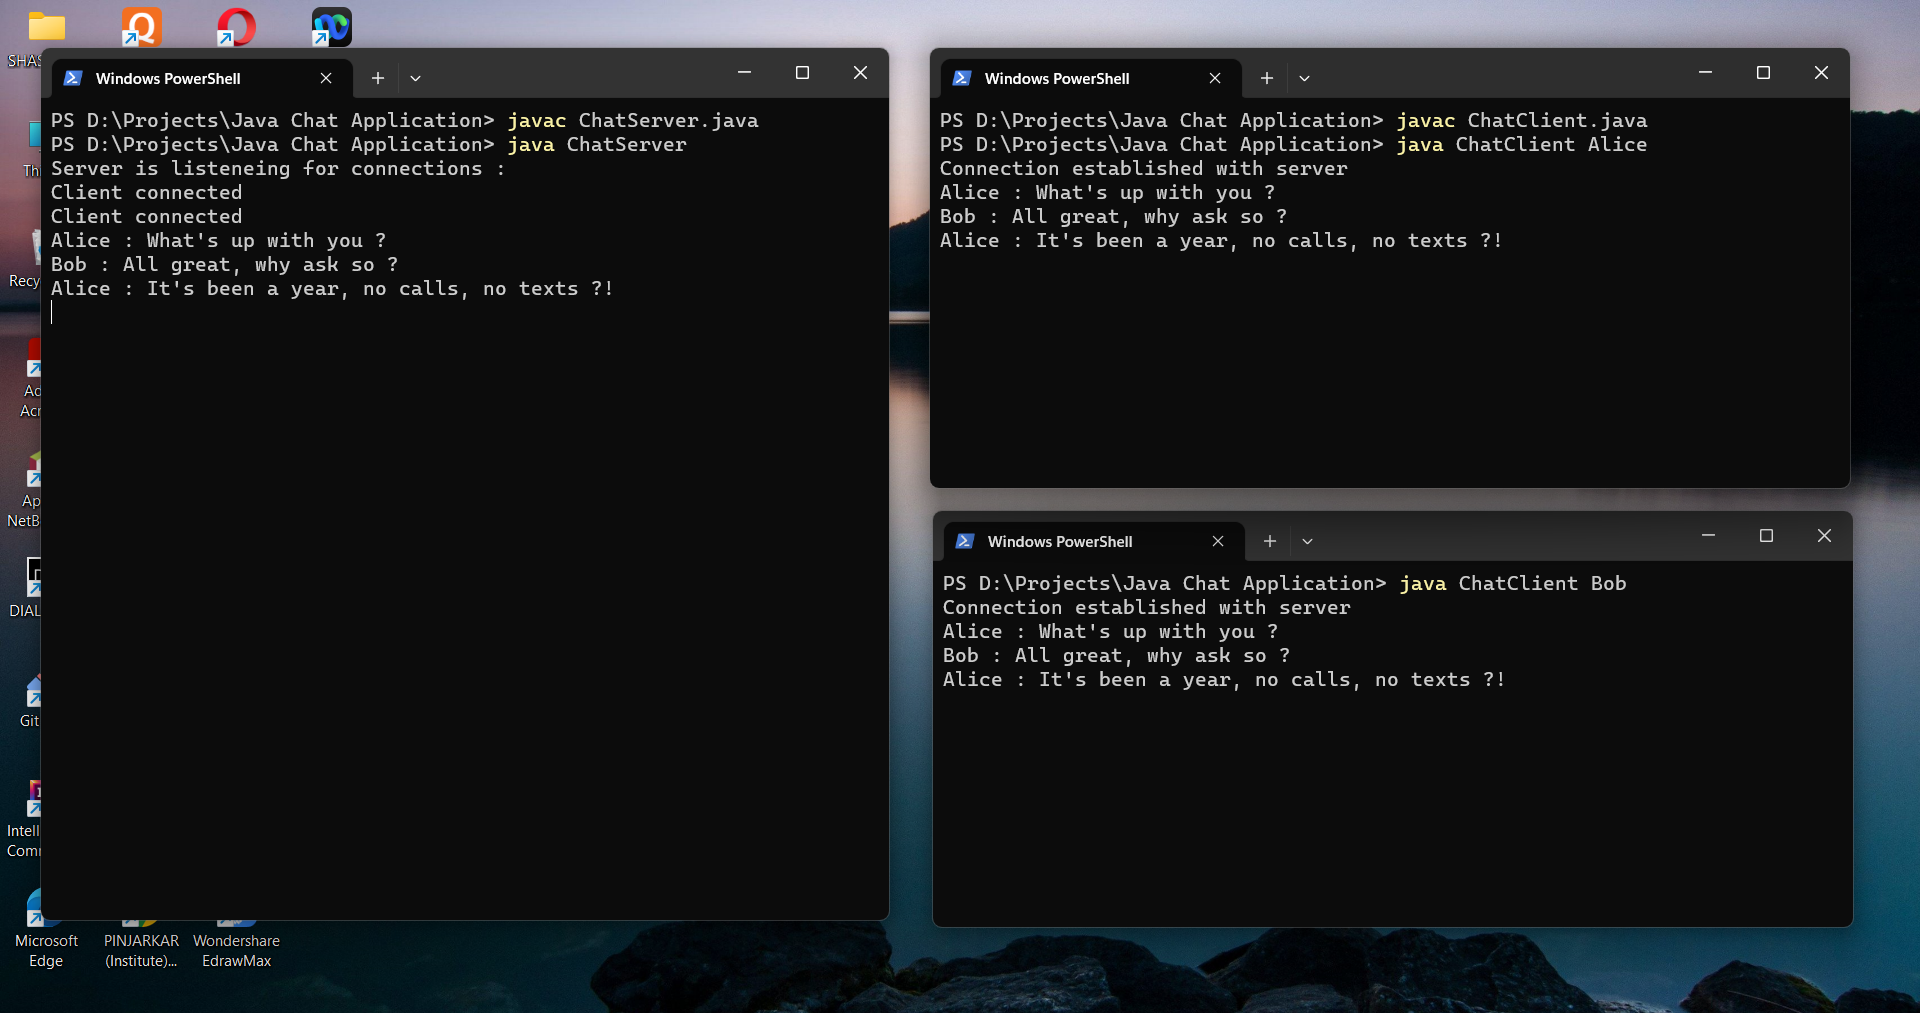 SHAS
Windows PowerShell
PS D:\Projects\Java Chat Application> javac ChatServer.java
PS D:\Projects\Java Chat Application> java ChatServer
Server is listeneing for connections :
Client connected
Client connected
Alice : What's up with you ?
Bob : All great, why ask so ?
Alice : It's been a year, no calls, no texts ?!
Windows PowerShell
PS D:\Projects\Java Chat Application> javac ChatClient.java
PS D:\Projects\Java Chat Application> java ChatClient Alice
Connection established with server
Alice : What's up with you ?
Bob : All great, why ask so ?
Alice : It's been a year, no calls, no texts ?!
Windows PowerShell
PS D:\Projects\Java Chat Application> java ChatClient Bob
Connection established with server
Alice : What's up with you ?
Bob : All great, why ask so ?
Alice : It's been a year, no calls, no texts ?!
Th
Recy
Ac
Acr
Ap
NetB
DIAL
Git
Intell
Com
Microsoft
Edge
PINJARKAR
(Institute)...
Wondershare
EdrawMax